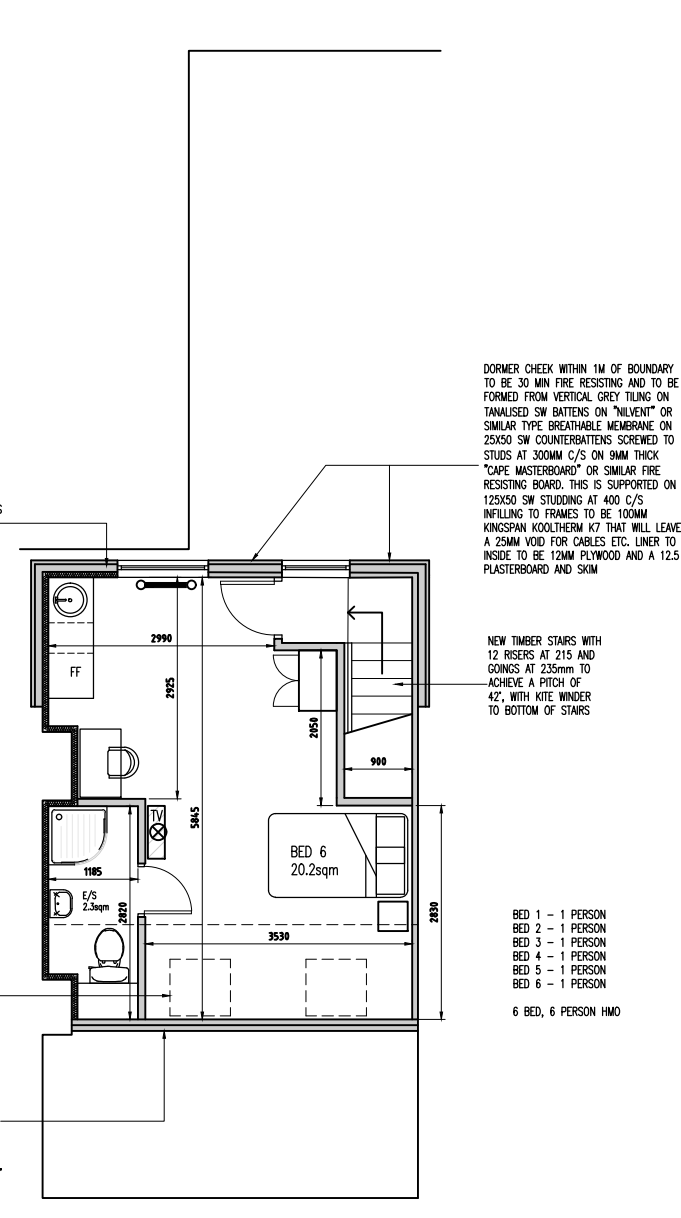 DORMER CHEEK WITHIN 1M OF BOUNDARY
TO BE 30 MIN FIRE RESISTING AND TO BE
FORMED FROM VERTICAL GREY TILING ON
TANALISED SW BATTENS ON "NILVENT" OR
SIMILAR TYPE BREATHABLE MEMBRANE ON
25X50 SW COUNTERBATTENS SCREWED TO
STUDS AT 300MM C/S ON 9MM THICK
"CAPE MASTERBOARD" OR SIMILAR FIRE
RESISTING BOARD. THIS IS SUPPORTED ON
125X50 SW STUDDING AT 400 C/S
INFILLING TO FRAMES TO BE 100MM
KINGSPAN KOOLTHERM K7 THAT WILL LEAVE
A 25MM VOID FOR CABLES ETC. LINER TO
INSIDE TO BE 12MM PLYWOOD AND A 12.5
PLASTERBOARD AND SKIM
S
2990
FF
2925
2050
NEW TIMBER STAIRS WITH
12 RISERS AT 215 AND
GOINGS AT 235mm TO
ACHIEVE A PITCH OF
42°, WITH KITE WINDER
TO BOTTOM OF STAIRS
900
TV
5845
BED 6
20.2sqm
1185
E/S
2.3sqm
2820
2830
3530
BED 1 - 1 PERSON
BED 2 - 1 PERSON
BED 3 - 1 PERSON
BED 4 - 1 PERSON
BED 5 - 1 PERSON
BED 6 - 1 PERSON
6 BED, 6 PERSON HMO